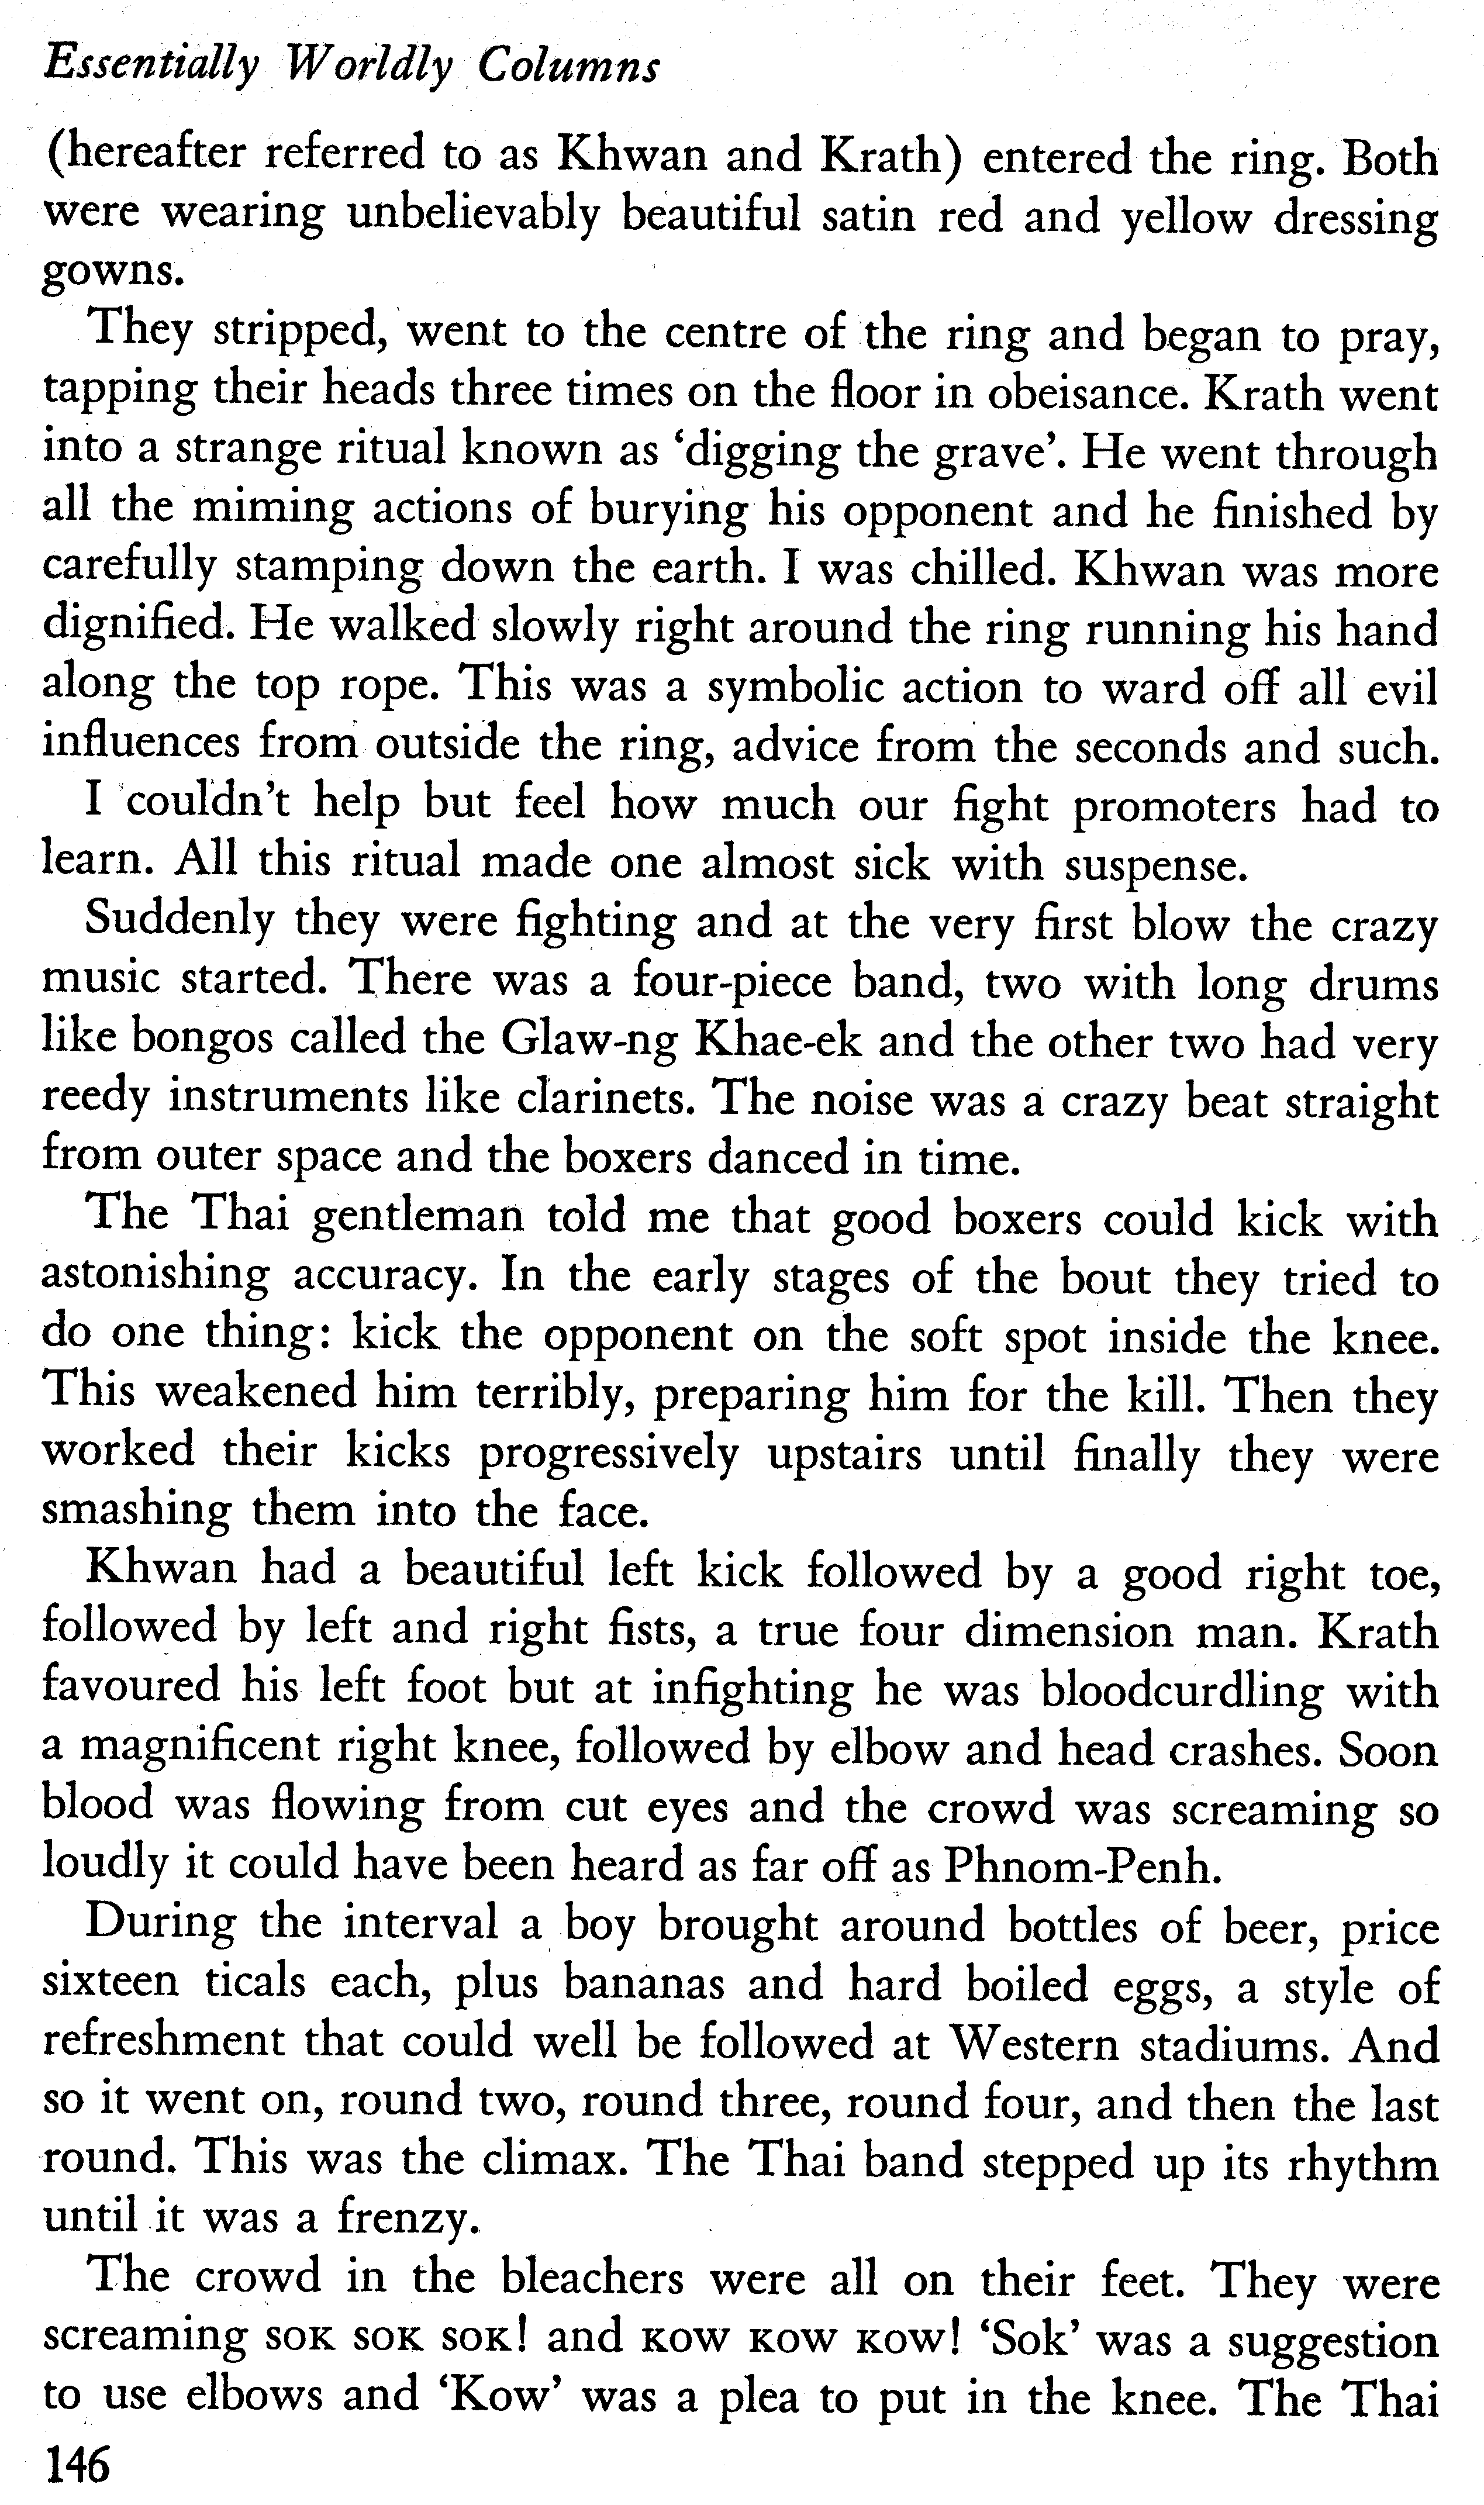 Essentially Worldly Columns
(hereafter referred to as Khwan and Krath) entered the ring. Both
were wearing unbelievably beautiful satin red and yellow dressing
gowns.
They stripped, went to the centre of the ring and began to pray,
tapping their heads three times on the floor in obeisance. Krath went
into a strange ritual known as ‘digging the grave’. He went through
all the miming actions of burying his opponent and he finished by
carefully stamping down the earth. I was chilled. Khwan was more
dignified. He walked slowly right around the ring running his hand
along the top rope. This was a symbolic action to ward off all evil
influences from outside the ring, advice from the seconds and such.
I couldn’t help but feel how much our fight promoters had to
learn. All this ritual made one almost sick with suspense.
Suddenly they were fighting and at the very first blow the crazy
music started. There was a four-piece band, two with long drums
like bongos called the Glaw-ng Khae-ek and the other two had very
reedy instruments like clarinets. The noise was a crazy beat straight
from outer space and the boxers danced in time.
The Thai gentleman told me that good boxers could kick with
astonishing accuracy. In the early stages of the bout they tried to
do one thing: kick the opponent on the soft spot inside the knee.
This weakened him terribly, preparing him for the kill. Then they
worked their kicks progressively upstairs until finally they were
smashing them into the face.
Khwan had a beautiful left kick followed by a good right toe,
followed by left and right fists, a true four dimension man. Krath
favoured his left foot but at infighting he was bloodcurdling with
a magnificent right knee, followed by elbow and head crashes. Soon
blood was flowing from cut eyes and the crowd was screaming so
loudly it could have been heard as far off as Phnom-Penh.
During the interval a boy brought around bottles of beer, price
sixteen ticals each, plus bananas and hard boiled eggs, a style of
refreshment that could well be followed at Western stadiums. And
so it went on, round two, round three, round four, and then the last
round. This was the climax. The Thai band stepped up its rhythm
until it was a frenzy.
The crowd in the bleachers were all on their feet. They were
screaming SOK SOK SOK! and KOW KOW KOW! ‘Sok’ was a suggestion
to use elbows and ‘Kow’ was a plea to put in the knee. The Thai
146